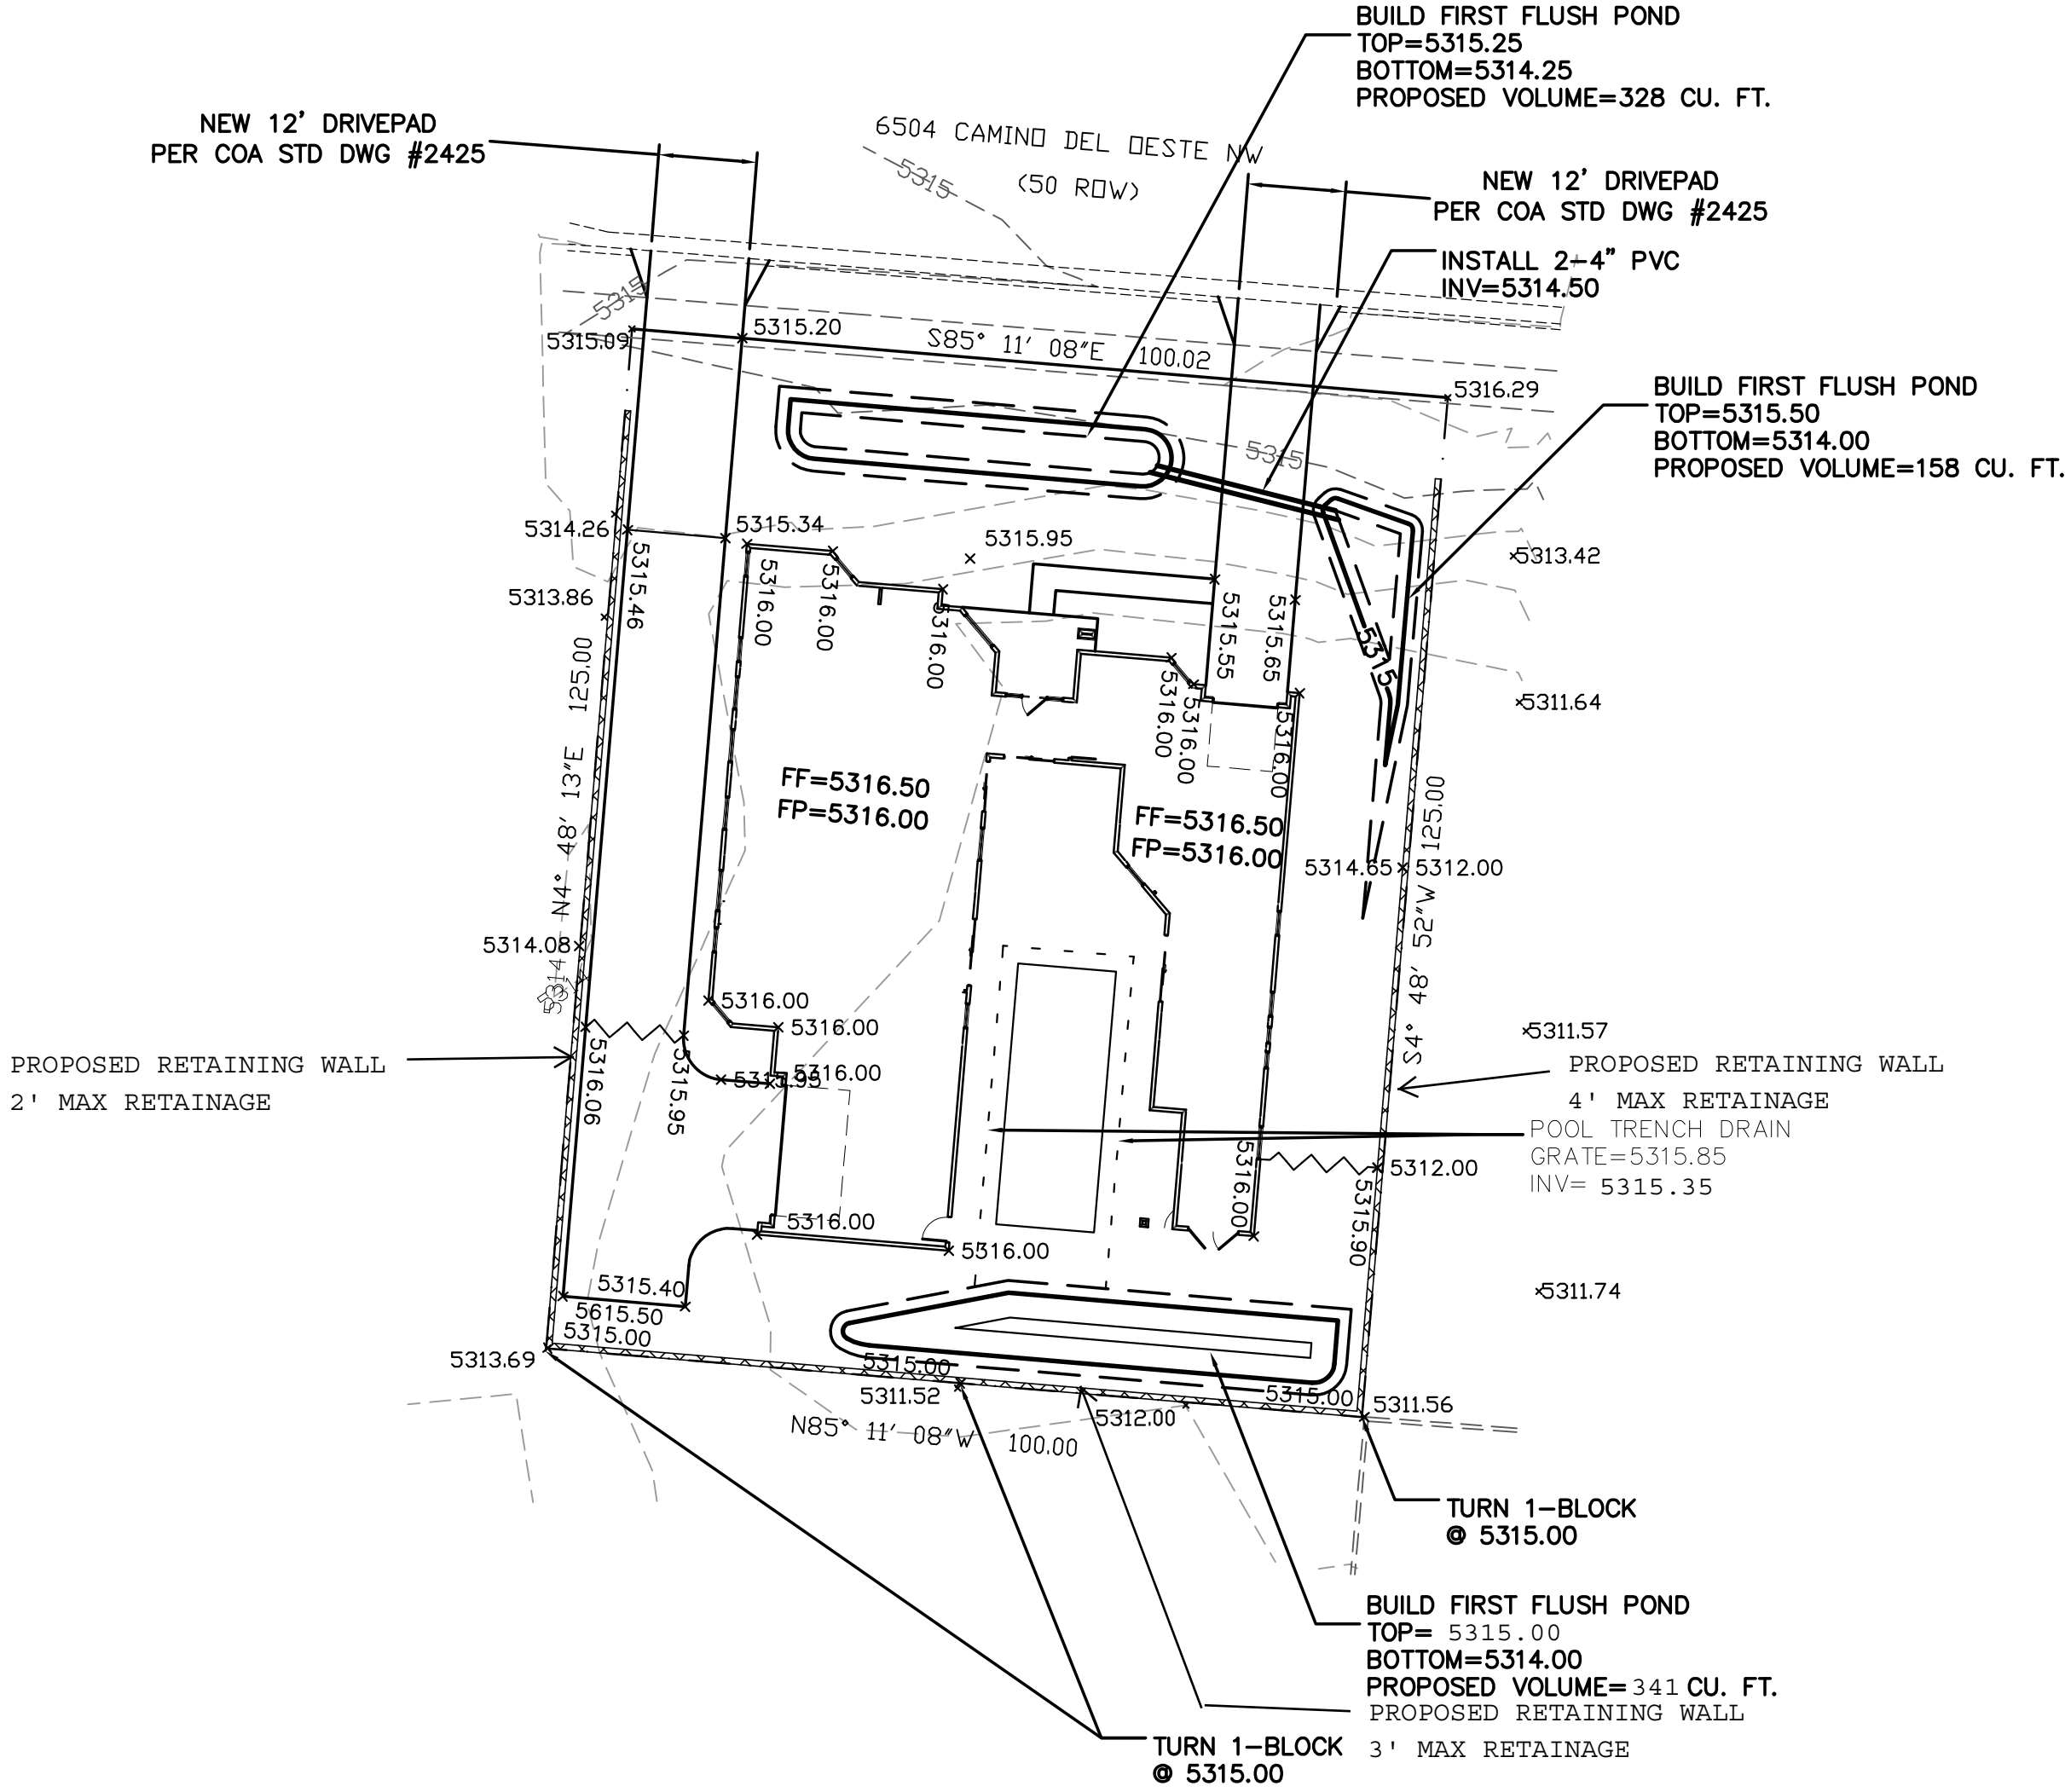 BUILD FIRST FLUSH POND
TOP=5315.25
BOTTOM=5314.25
PROPOSED VOLUME=328 CU. FT.
NEW 12' DRIVEPAD
PER COA STD DWG #2425
6504 CAMINO DEL OESTE NW
(50 ROW)
5315
NEW 12' DRIVEPAD
PER COA STD DWG #2425
INSTALL 2-4" PVC
INV=5314.50
5315
5315.09
5315.20
S85° 11' 08"E 100.02
5316.29
BUILD FIRST FLUSH POND
TOP=5315.50
BOTTOM=5314.00
PROPOSED VOLUME=158 CU. FT.
5315
5314.26
5315.34
5315.95
5313.42
5313.86
5315.46
5316.00
5316.00
5316.00
5315.55
5315.65
5315
5316.00
5316.00
5316.00
5311.64
N4° 48' 13"E 125.00
FF=5316.50
FP=5316.00
FF=5316.50
FP=5316.00
5314.65
5312.00
S4° 48' 52"W 125.00
5314.08
5314
5316.00
5316.00
5311.57
PROPOSED RETAINING WALL
2' MAX RETAINAGE
5316.06
5315.95
5315.95
5316.00
PROPOSED RETAINING WALL
4' MAX RETAINAGE
POOL TRENCH DRAIN
GRATE=5315.85
INV= 5315.35
5316.00
5312.00
5315.90
5316.00
5316.00
5311.74
5315.40
5615.50
5315.00
5313.69
5315.00
5311.52
5315.00
5311.56
5312.00
N85° 11' 08"W 100.00
TURN 1-BLOCK
@ 5315.00
BUILD FIRST FLUSH POND
TOP= 5315.00
BOTTOM=5314.00
PROPOSED VOLUME= 341 CU. FT.
PROPOSED RETAINING WALL
3' MAX RETAINAGE
TURN 1-BLOCK
@ 5315.00